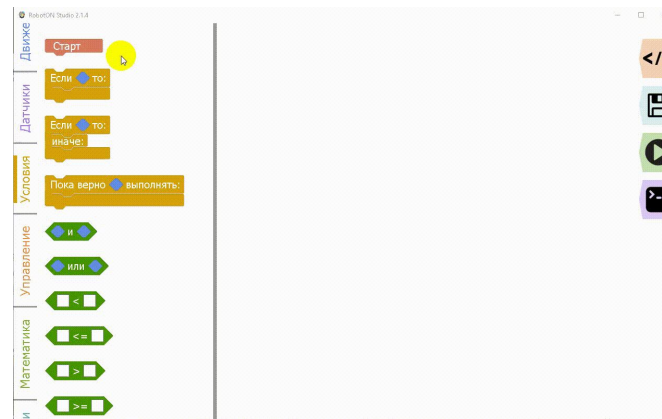 RobotON Studio 2.1.4
Движе
Датчики
Условия
Управление
Математика
Старт
Если то:
Если то:
иначе:
Пока верно выполнять:
и
или
<
<=
>
>=
</
>-